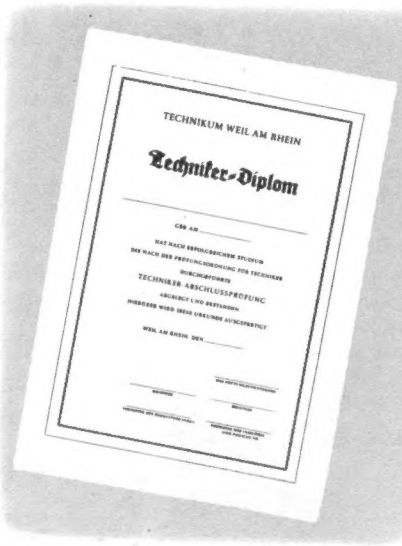 TECHNIKUM WEIL AM RHEIN
Techniker-Diplom
GEB AM
HAT NACH ERFOLGREICHEM STUDIUM
DIE NACH DER PRÜFUNGSORDNUNG FÜR TECHNIKER
DURCHGEFÜHRTE
TECHNIKER-ABSCHLUSSPRÜFUNG
ABGELEGT UND BESTANDEN
HIERÜBER WIRD DIESE URKUNDE AUSGEFERTIGT
WEIL AM RHEIN, DEN